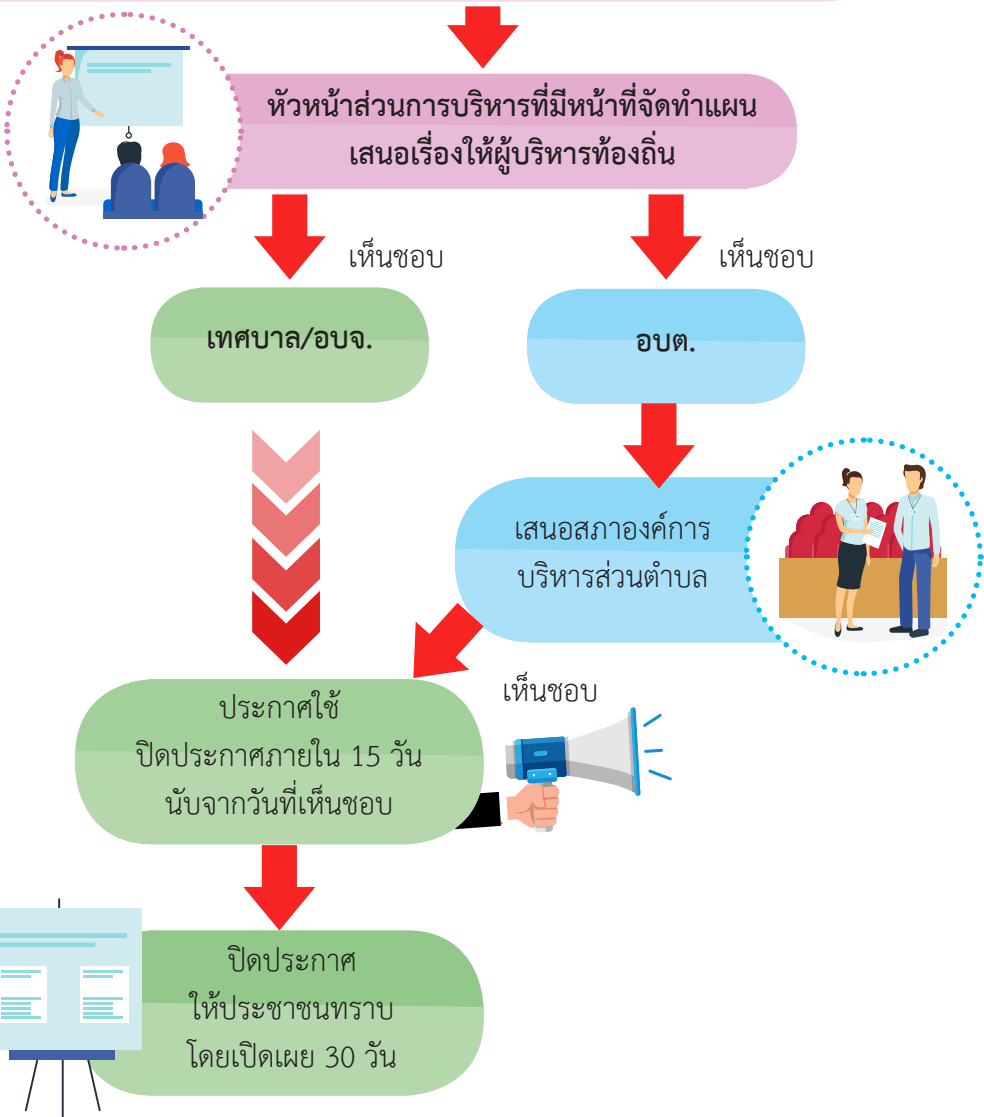 หัวหน้าส่วนการบริหารที่มีหน้าที่จัดทำแผน
เสนอเรื่องให้ผู้บริหารท้องถิ่น
เห็นชอบ
เห็นชอบ
เทศบาล/อบจ.
อบต.
เสนอสภาองค์การ
บริหารส่วนตำบล
เห็นชอบ
ประกาศใช้
ปิดประกาศภายใน 15 วัน
นับจากวันที่เห็นชอบ
ปิดประกาศ
ให้ประชาชนทราบ
โดยเปิดเผย 30 วัน